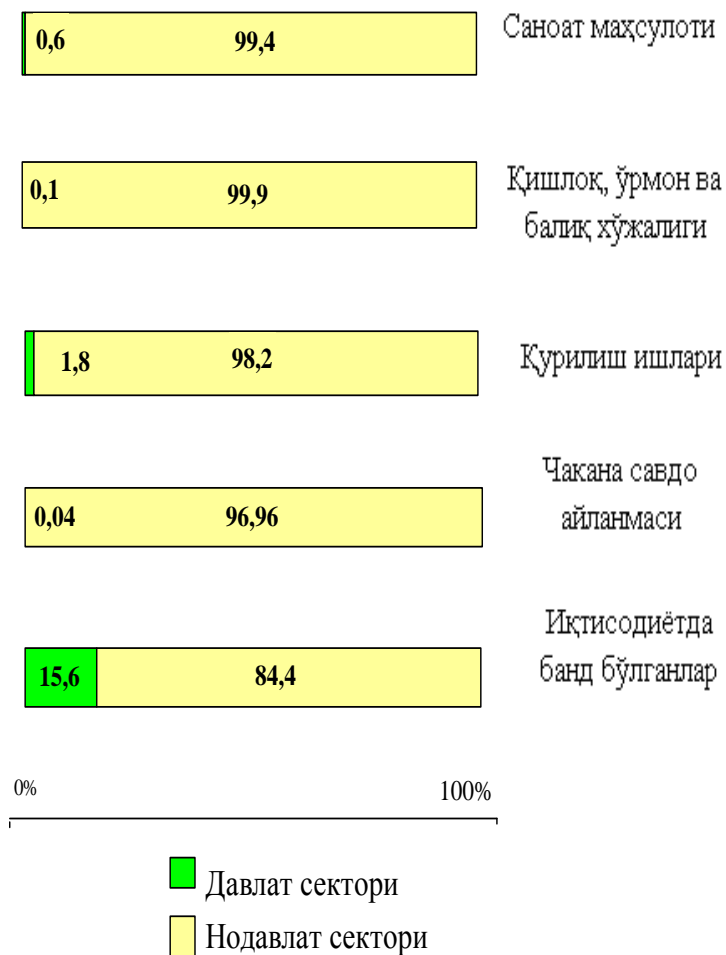 0,6 99,4 Саноат маҳсулоти
0,1 99,9 Қишлоқ, ўрмон ва
балиқ хўжалиги
1,8 98,2 Қурилиш ишлари
0,04 96,96 Чакана савдо
айланмаси
15,6 84,4 Иқтисодиётда
банд бўлганлар
0% 100%
Давлат сектори
Нодавлат сектори